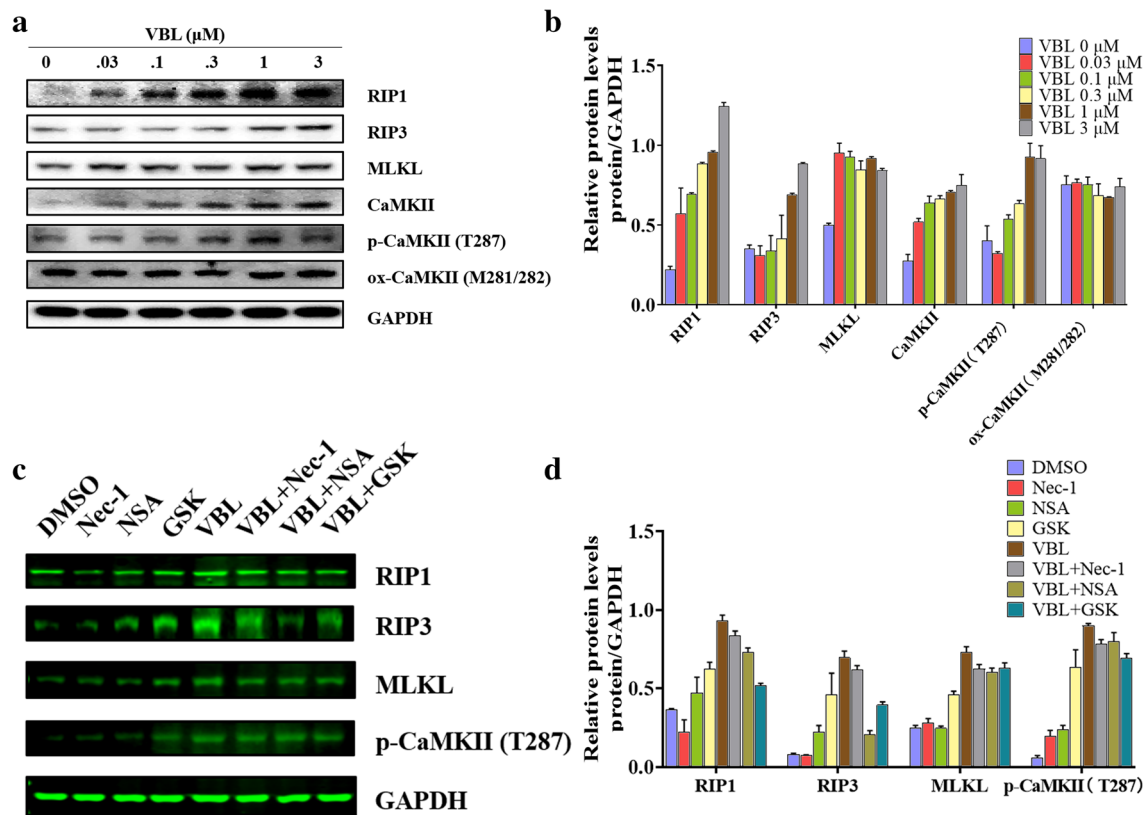 a
VBL (μM)
0 .03 .1 .3 1 3
RIP1
RIP3
MLKL
CaMKII
p-CaMKII (T287)
ox-CaMKII (M281/282)
GAPDH
b
Relative protein levels
protein/GAPDH
2.0
1.5
1.0
0.5
0.0
VBL 0 μM
VBL 0.03 μM
VBL 0.1 μM
VBL 0.3 μM
VBL 1 μM
VBL 3 μM
RIP1
RIP3
MLKL
CaMKII
p-CaMKII( T287)
ox-CaMKII( M281/282)
c
DMSO
Nec-1
NSA
GSK
VBL
VBL+Nec-1
VBL+NSA
VBL+GSK
RIP1
RIP3
MLKL
p-CaMKII (T287)
GAPDH
d
DMSO
Nec-1
NSA
GSK
VBL
VBL+Nec-1
VBL+NSA
VBL+GSK
Relative protein levels
protein/GAPDH
1.5
1.0
0.5
0.0
RIP1 RIP3 MLKL p-CaMKII( T287)